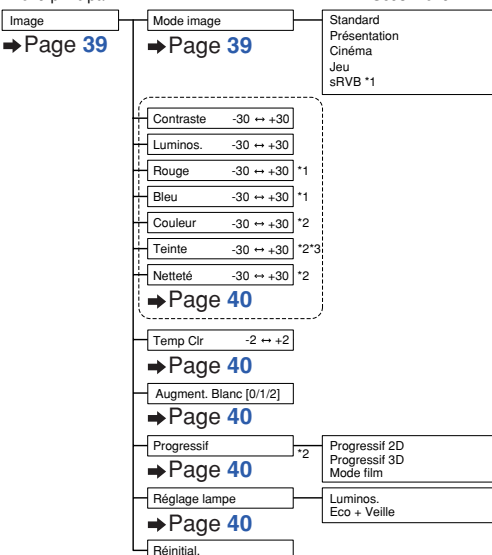 Image
➡Page 39
Mode image
➡Page 39
Standard
Présentation
Cinéma
Jeu
sRVB *1
Contraste -30 ↔ +30
Luminos. -30 ↔ +30
Rouge -30 ↔ +30 *1
Bleu -30 ↔ +30 *1
Couleur -30 ↔ +30 *2
Teinte -30 ↔ +30 *2*3
Netteté -30 ↔ +30 *2
➡Page 40
Temp Clr -2 ↔ +2
➡Page 40
Augment. Blanc [0/1/2]
➡Page 40
Progressif *2
➡Page 40
Progressif 2D
Progressif 3D
Mode film
Réglage lampe
➡Page 40
Luminos.
Eco + Veille
Réinitial.